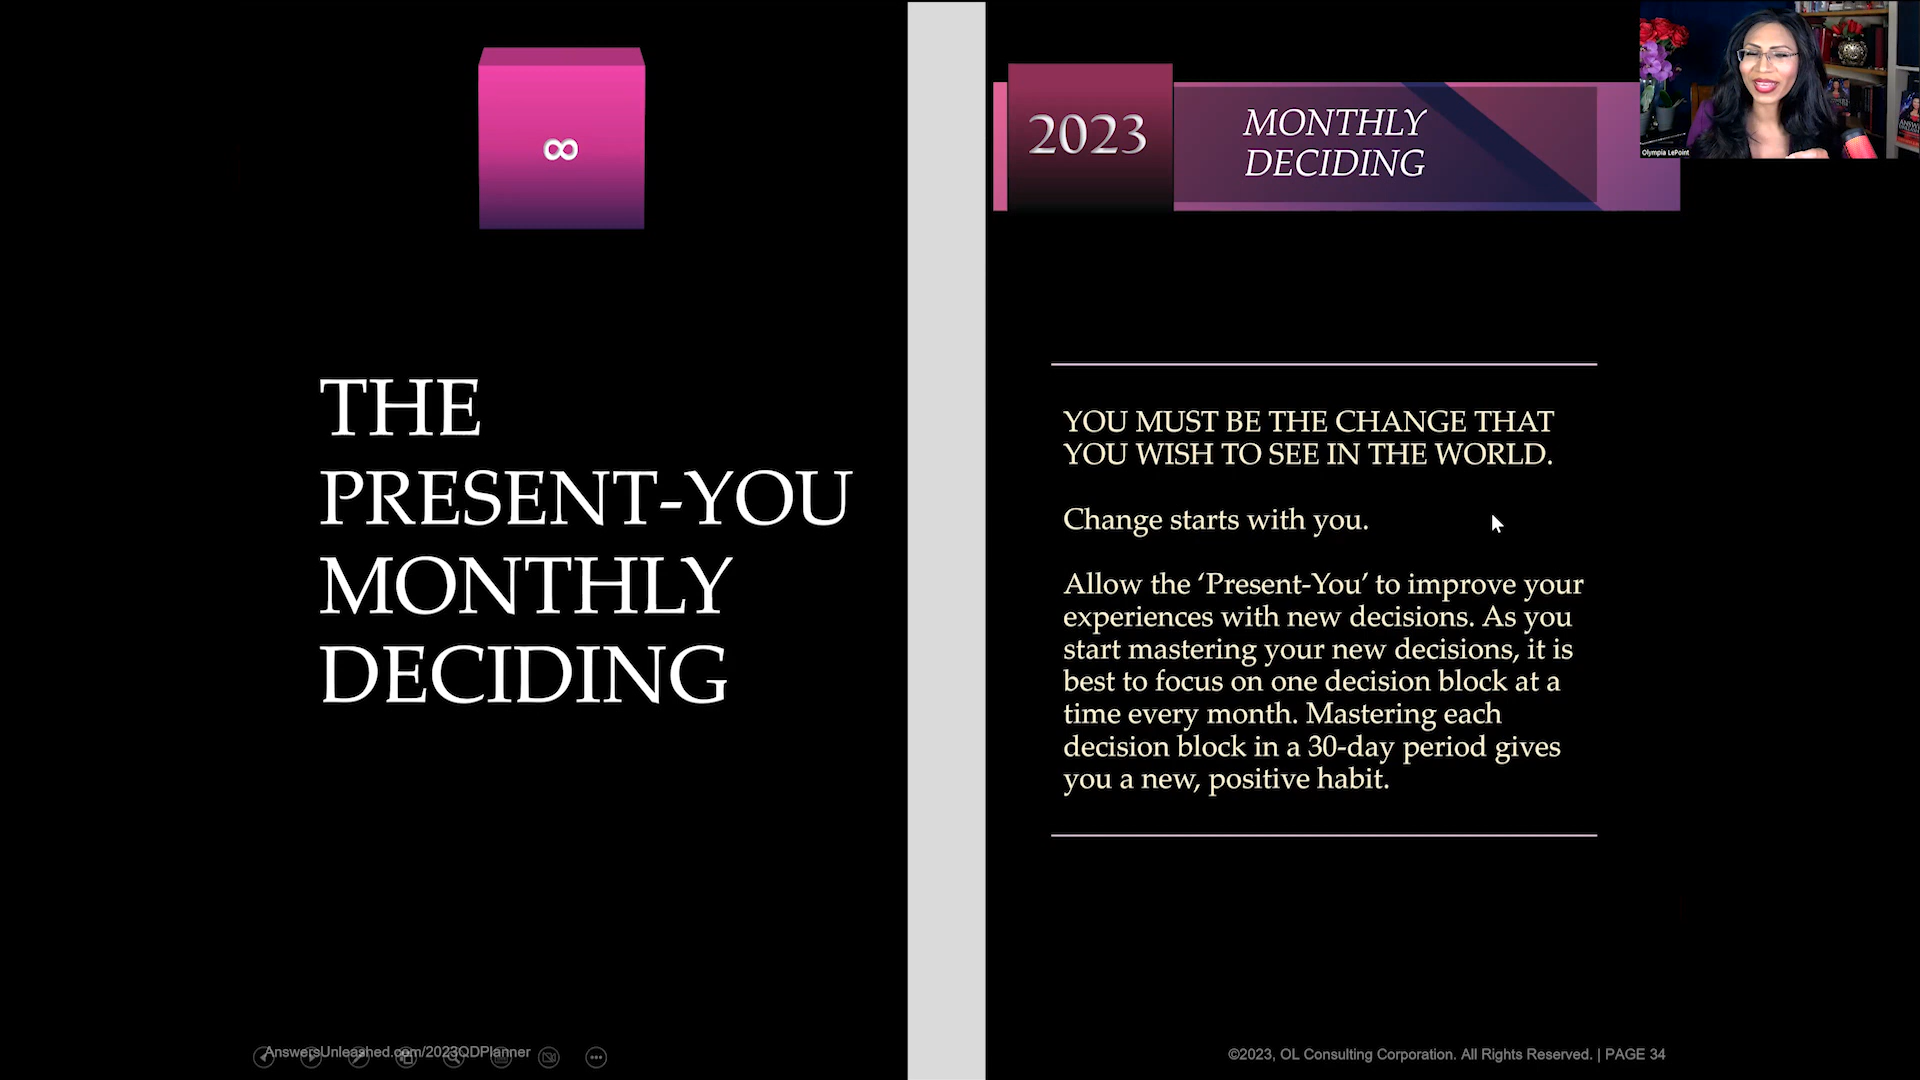 ∞
THE
PRESENT-YOU
MONTHLY
DECIDING
AnswersUnleashed.com/2023QDPlanner
2023
MONTHLY
DECIDING
YOU MUST BE THE CHANGE THAT
YOU WISH TO SEE IN THE WORLD.
Change starts with you.
Allow the ‘Present-You’ to improve your
experiences with new decisions. As you
start mastering your new decisions, it is
best to focus on one decision block at a
time every month. Mastering each
decision block in a 30-day period gives
you a new, positive habit.
©2023, OL Consulting Corporation. All Rights Reserved. | PAGE 34
Olympia LePoint